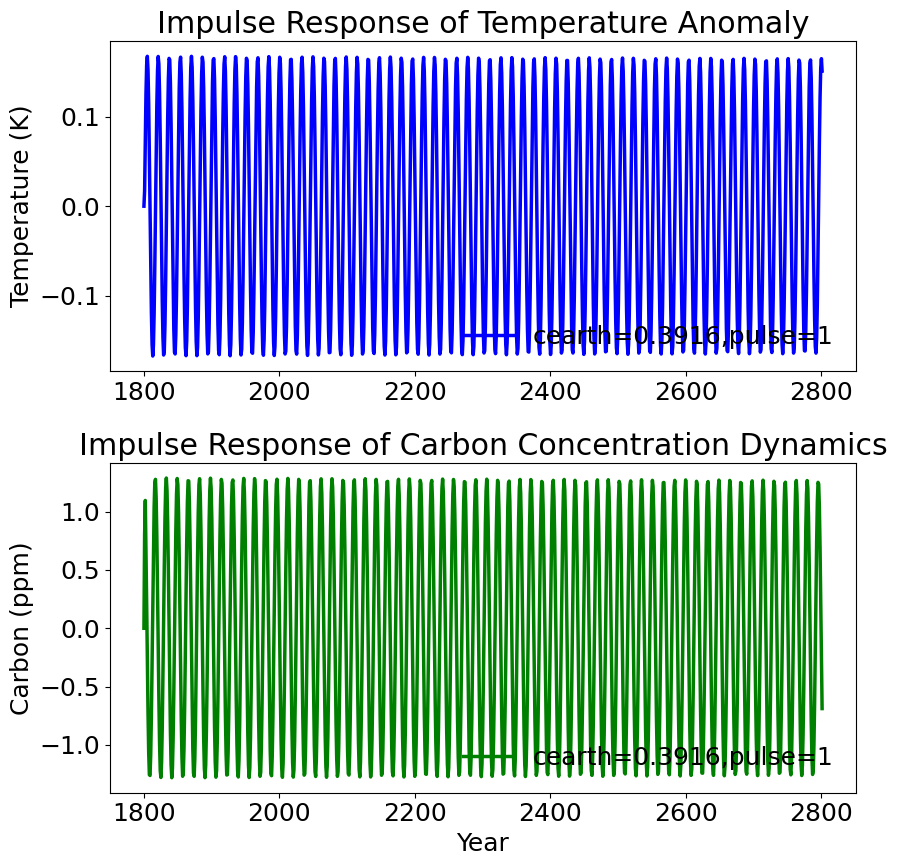 Impulse Response of Temperature Anomaly
Temperature (K)
0.1
0.0
−0.1
cearth=0.3916,pulse=1
1800 2000 2200 2400 2600 2800
Impulse Response of Carbon Concentration Dynamics
Carbon (ppm)
1.0
0.5
0.0
−0.5
−1.0
cearth=0.3916,pulse=1
1800 2000 2200 2400 2600 2800
Year